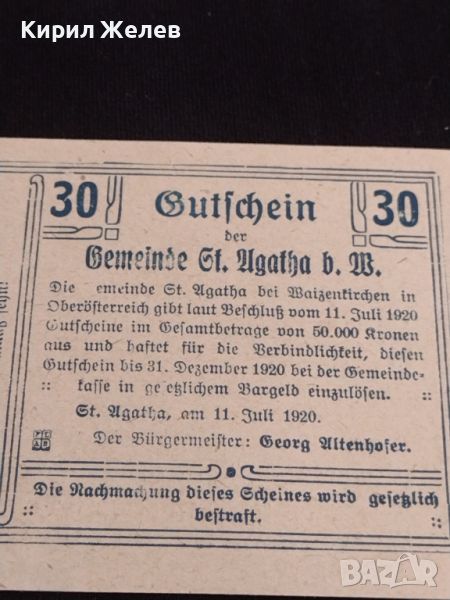 Кирил Желев
30 Gutschein 30
der
Gemeinde St. Agatha b. W.
Die emeinde St. Agatha bei Waizenkirchen in
Oberösterreich gibt laut Beschluß vom 11. Juli 1920
Gutscheine im Gesamtbetrage von 50.000 Kronen
aus und haftet für die Verbindlichkeit, diesen
Gutschein bis 31. Dezember 1920 bei der Gemeinde-
kasse in gesetzlichem Bargeld einzulösen.
St. Agatha, am 11. Juli 1920.
Der Bürgermeister: Georg Altenhofer.
Die Nachmachung dieses Scheines wird gesetzlich
bestraft.
BAZAR
bg